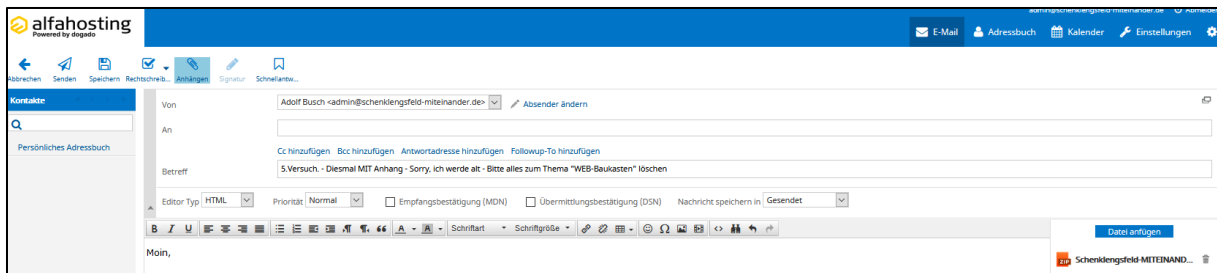 admin@schenklengsfeld-miteinander.de Abmelden
alfahosting
Powered by dogado
E-Mail Adressbuch Kalender Einstellungen
Abbrechen Senden Speichern Rechtschreib... Anhängen Signatur Schnellantw...
Kontakte
Persönliches Adressbuch
Von Adolf Busch <admin@schenklengsfeld-miteinander.de> Absender ändern
An
Cc hinzufügen Bcc hinzufügen Antwortadresse hinzufügen Followup-To hinzufügen
Betreff 5.Versuch. - Diesmal MIT Anhang - Sorry, ich werde alt - Bitte alles zum Thema "WEB-Baukasten" löschen
Editor Typ HTML Priorität Normal Empfangsbestätigung (MDN) Übermittlungsbestätigung (DSN) Nachricht speichern in Gesendet
B I U A A Schriftart Schriftgröße Ω
Datei anfügen
Moin,
ZIP Schenklengsfeld-MITEINAND...